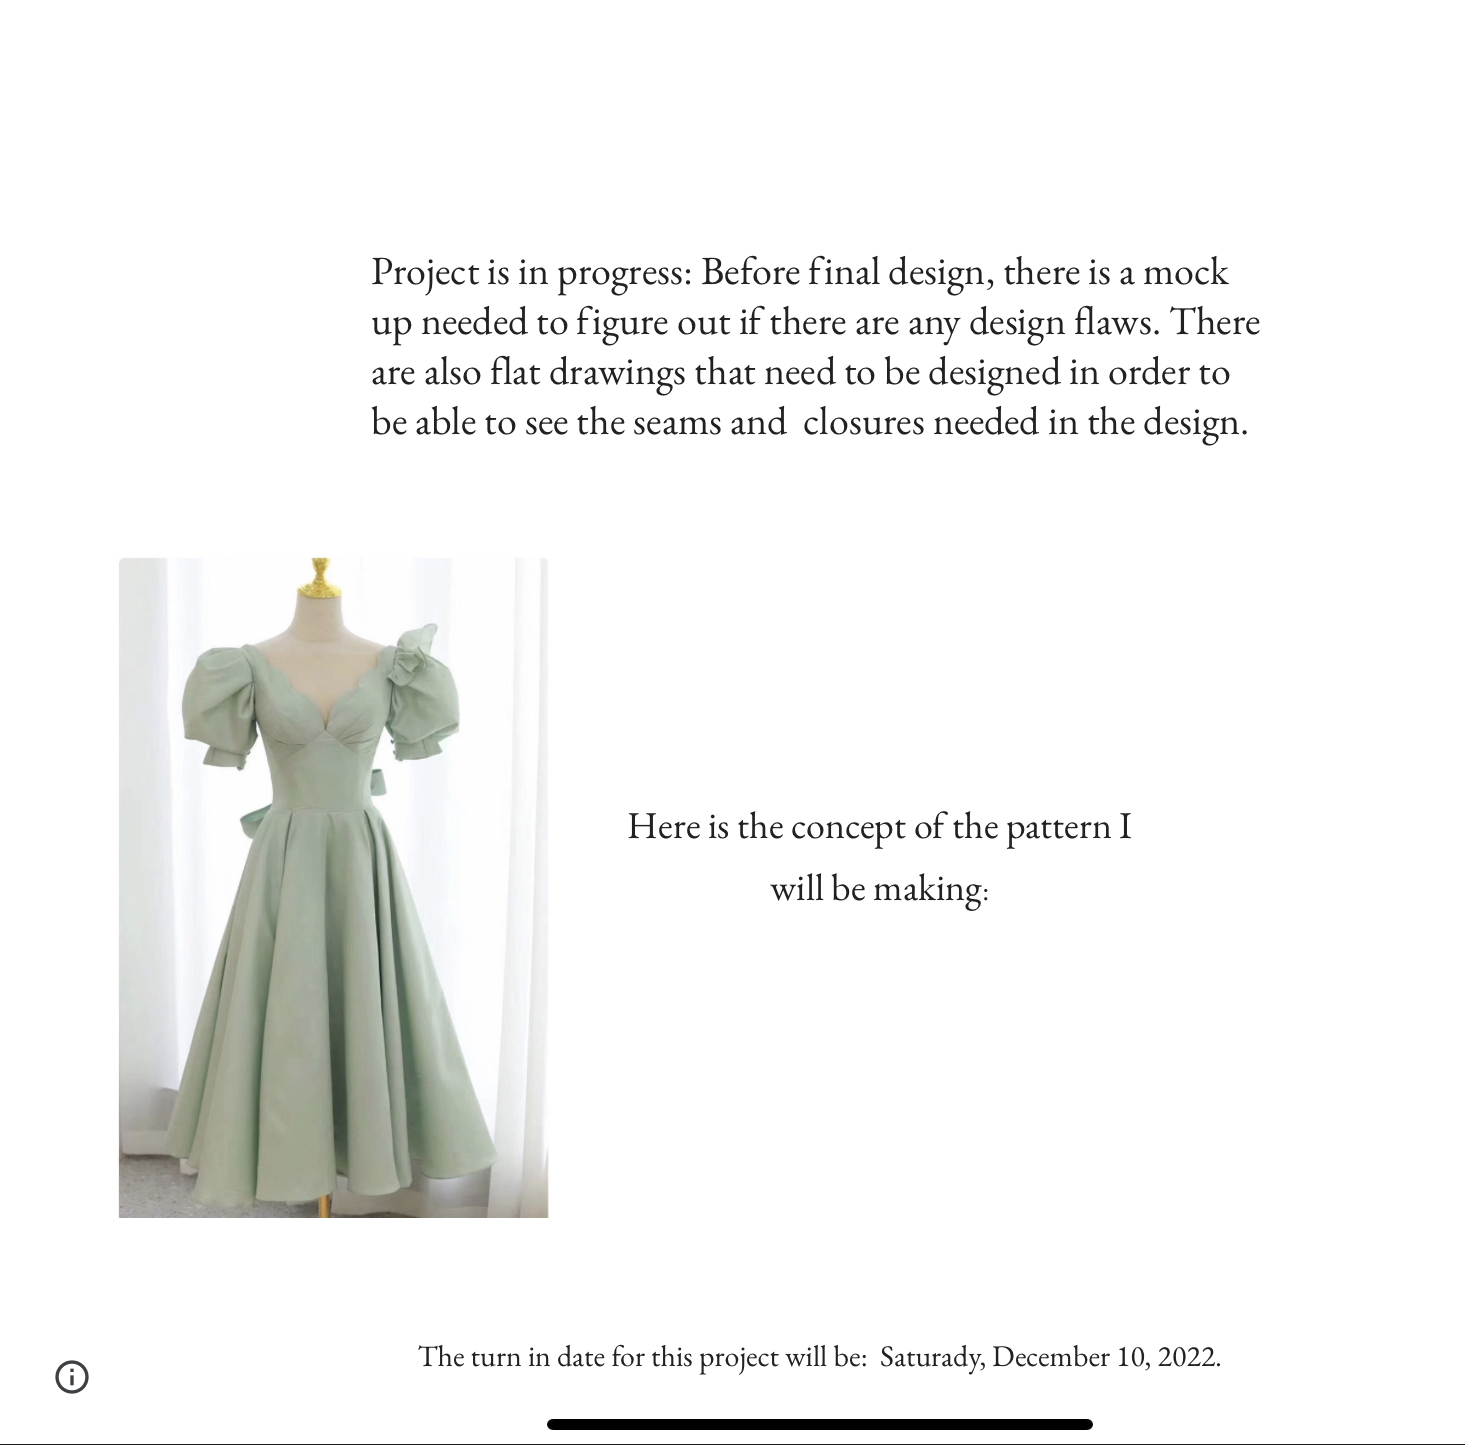 Project is in progress: Before final design, there is a mock
up needed to figure out if there are any design flaws. There
are also flat drawings that need to be designed in order to
be able to see the seams and  closures needed in the design.
Here is the concept of the pattern I
will be making:
The turn in date for this project will be:  Saturady, December 10, 2022.